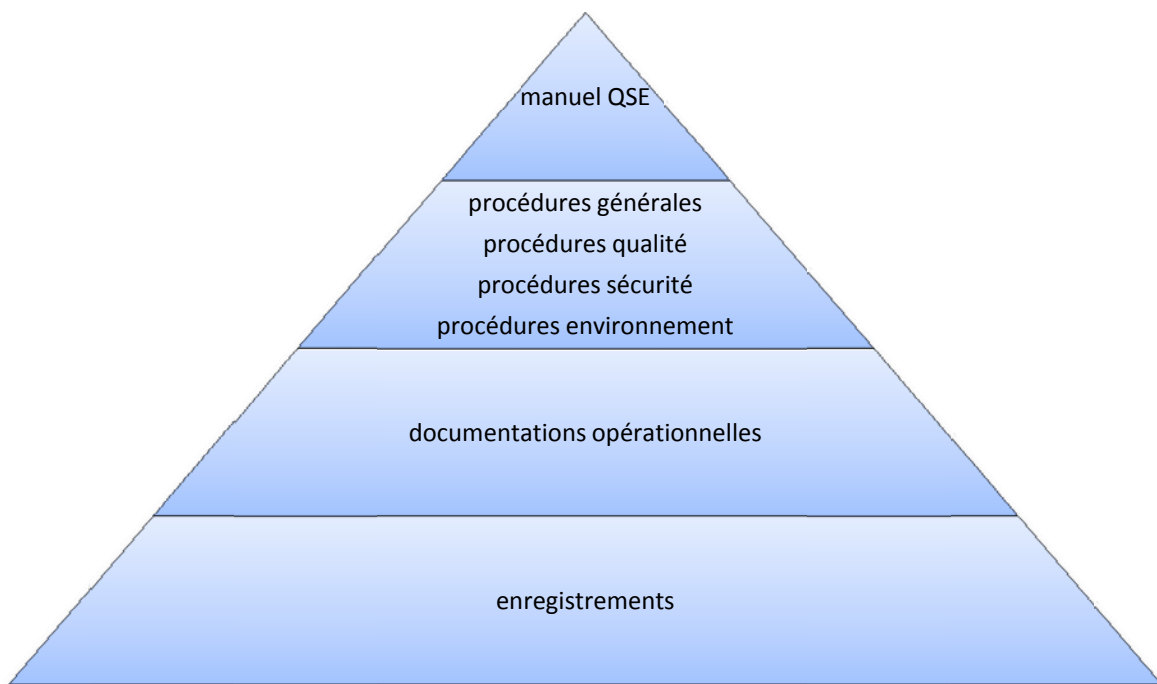 manuel QSE
procédures générales
procédures qualité
procédures sécurité
procédures environnement
documentations opérationnelles
enregistrements